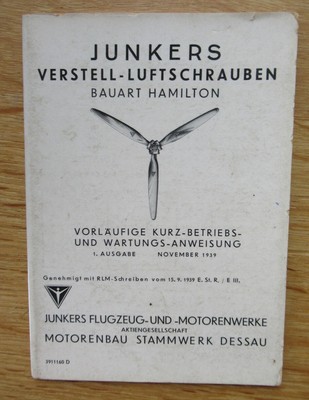 JUNKERS
VERSTELL-LUFTSCHRAUBEN
BAUART HAMILTON
VORLÄUFIGE KURZ-BETRIEBS-
UND WARTUNGS-ANWEISUNG
1. AUSGABE NOVEMBER 1939
Genehmigt mit RLM-Schreiben vom 15. 9. 1939 E. St. R. / B III.
JUNKERS FLUGZEUG-UND-MOTORENWERKE
AKTIENGESELLSCHAFT
MOTORENBAU STAMMWERK DESSAU
3911160 D